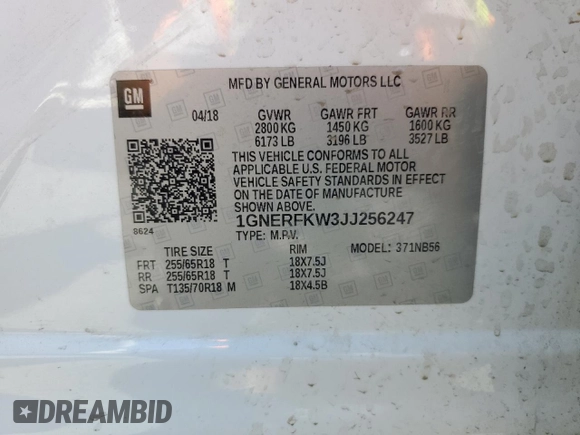 MFD BY GENERAL MOTORS LLC
GM
04/18 GVWR GAWR FRT GAWR RR
2800 KG 1450 KG 1600 KG
6173 LB 3196 LB 3527 LB
THIS VEHICLE CONFORMS TO ALL
APPLICABLE U.S. FEDERAL MOTOR
VEHICLE SAFETY STANDARDS IN EFFECT
ON THE DATE OF MANUFACTURE
SHOWN ABOVE.
1GNERFKW3JJ256247
8624
TYPE: M.P.V.
TIRE SIZE RIM MODEL: 371NB56
FRT 255/65R18 T 18X7.5J
RR 255/65R18 T 18X7.5J
SPA T135/70R18 M 18X4.5B
DREAMBID